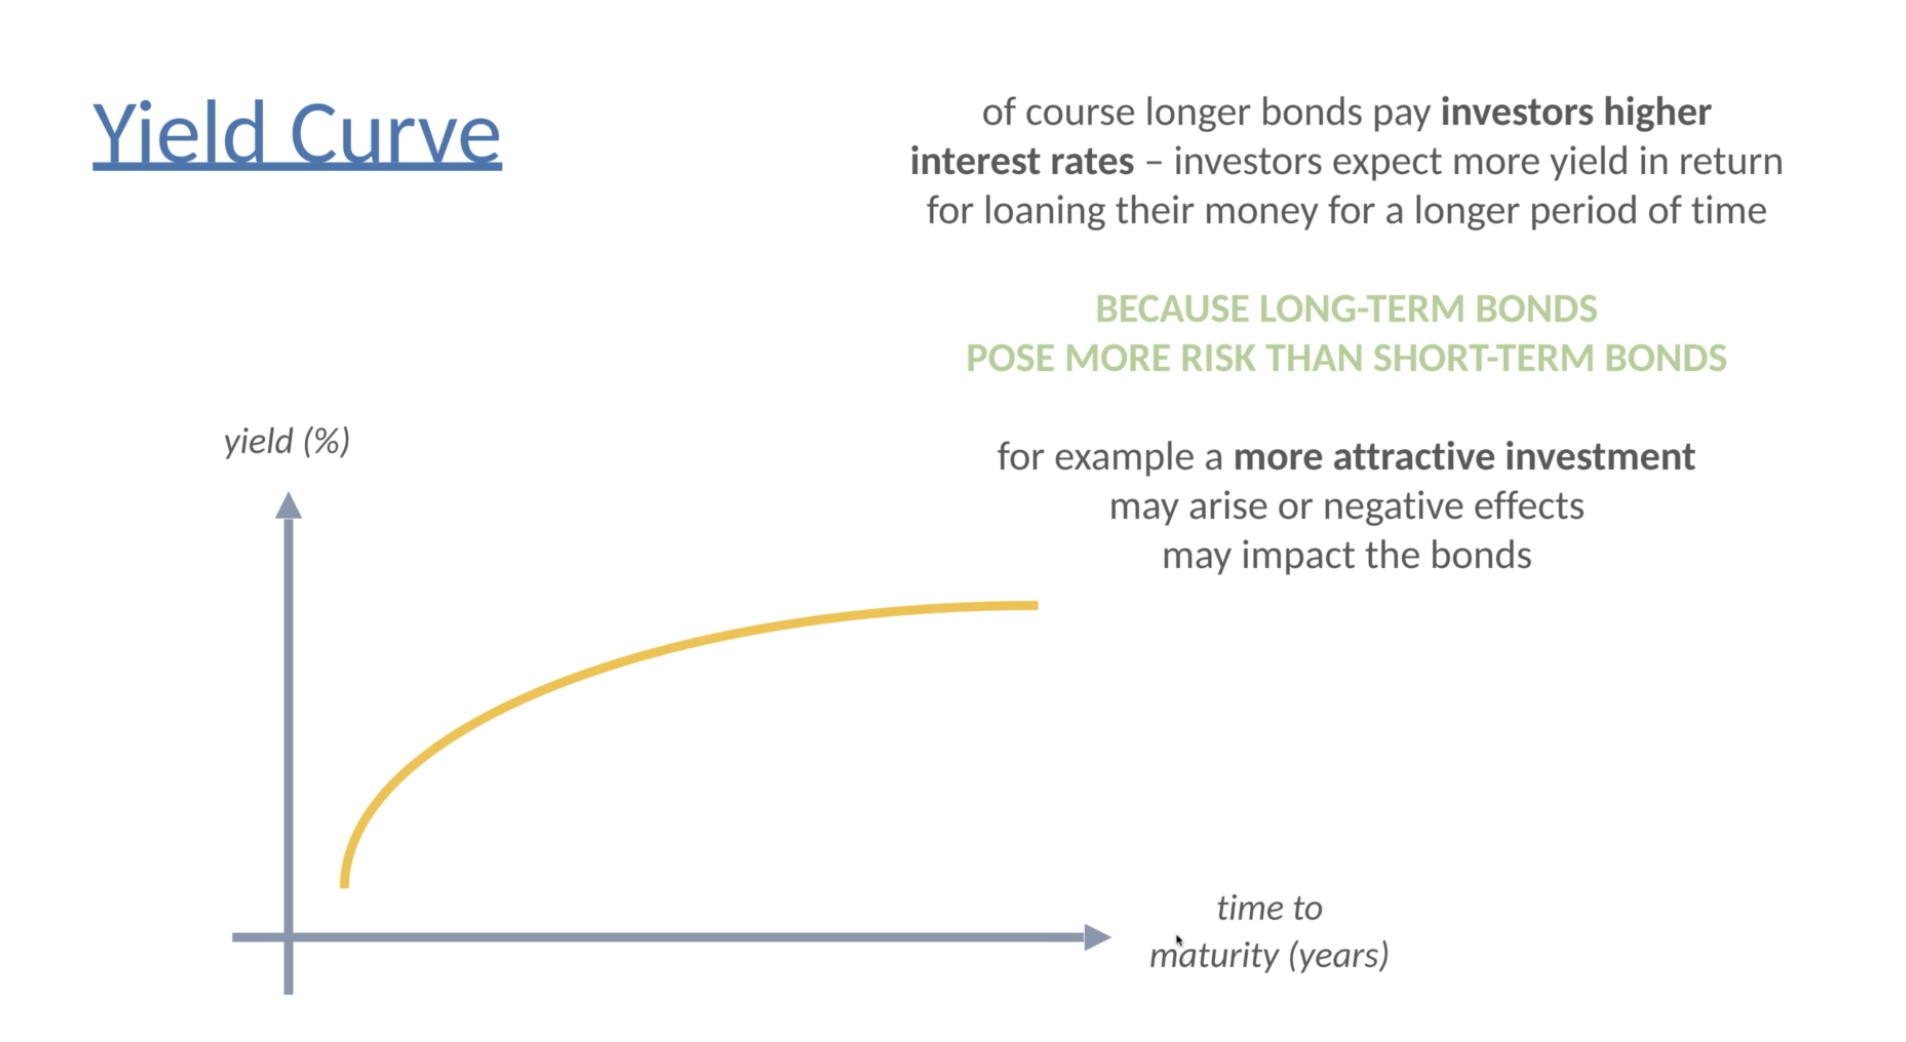 Yield Curve
of course longer bonds pay investors higher
interest rates – investors expect more yield in return
for loaning their money for a longer period of time
BECAUSE LONG-TERM BONDS
POSE MORE RISK THAN SHORT-TERM BONDS
for example a more attractive investment
may arise or negative effects
may impact the bonds
yield (%)
time to
maturity (years)